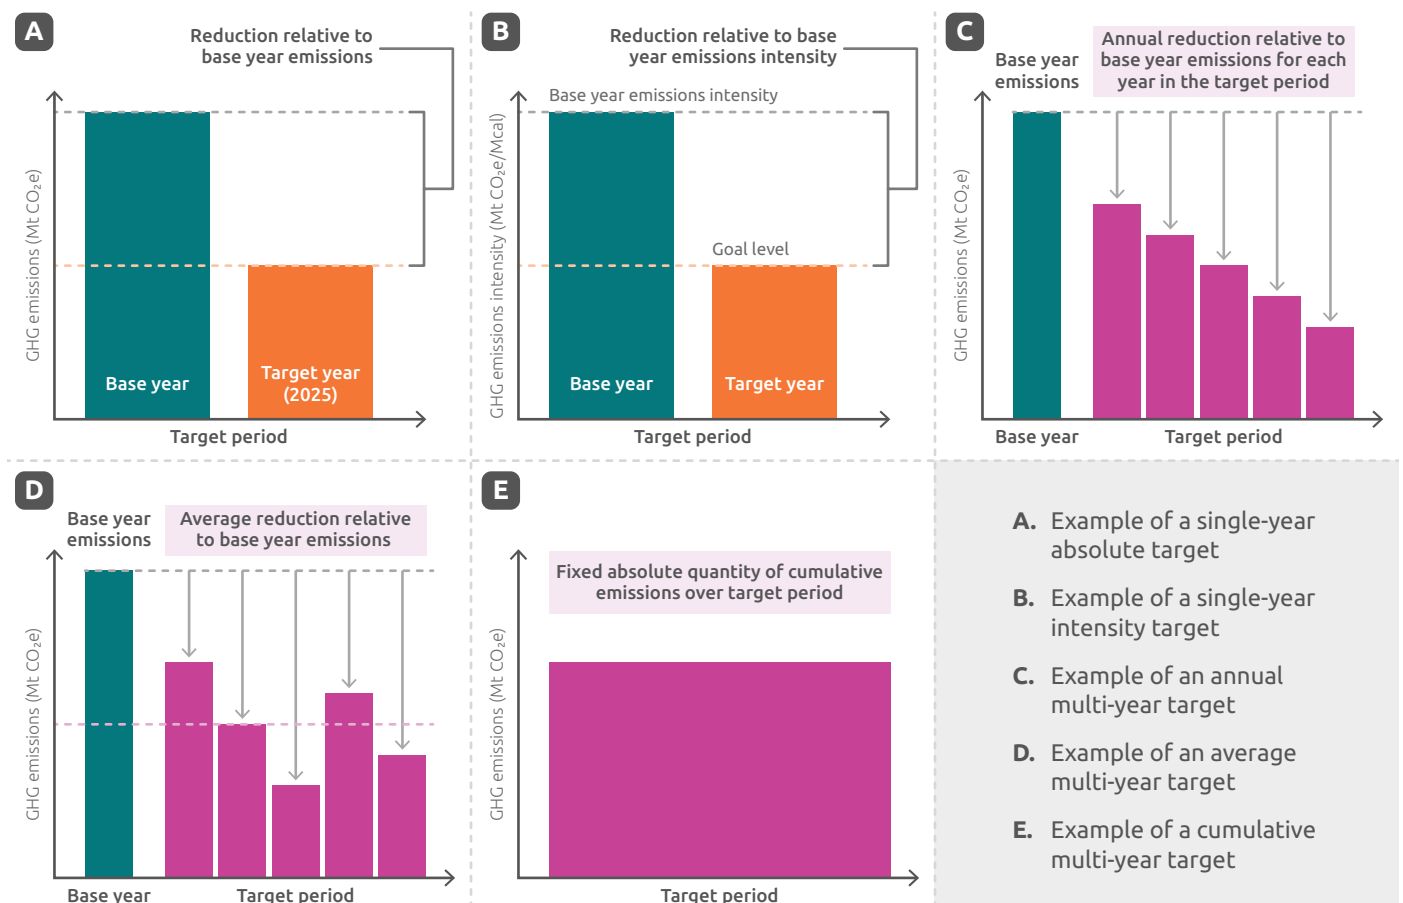 A
Reduction relative to
base year emissions
GHG emissions (Mt CO₂e)
Base year
Target year
(2025)
Target period
B
Reduction relative to base
year emissions intensity
Base year emissions intensity
Goal level
GHG emissions intensity (Mt CO₂e/Mcal)
Base year
Target year
Target period
C
Base year
emissions
Annual reduction relative to
base year emissions for each
year in the target period
GHG emissions (Mt CO₂e)
Base year
Target period
D
Base year
emissions
Average reduction relative
to base year emissions
GHG emissions (Mt CO₂e)
Base year
Target period
E
Fixed absolute quantity of cumulative
emissions over target period
GHG emissions (Mt CO₂e)
Target period
A. Example of a single-year
absolute target
B. Example of a single-year
intensity target
C. Example of an annual
multi-year target
D. Example of an average
multi-year target
E. Example of a cumulative
multi-year target